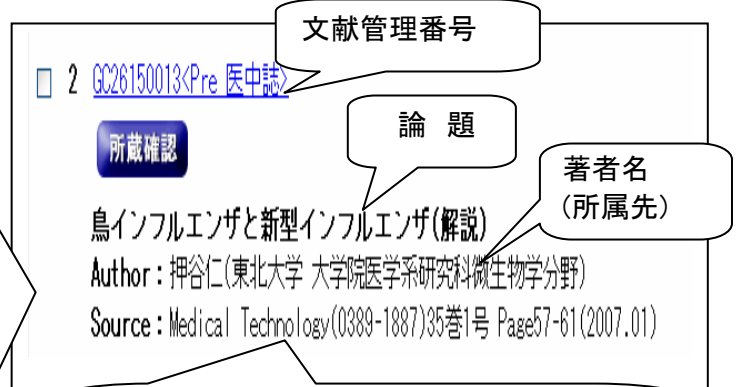 文献管理番号
2 GC26150013<Pre 医中誌>
所蔵確認
論 題
著者名
(所属先)
鳥インフルエンザと新型インフルエンザ(解説)
Author：押谷仁(東北大学 大学院医学系研究科微生物学分野)
Source：Medical Technology(0389-1887)35巻1号 Page57-61(2007.01)